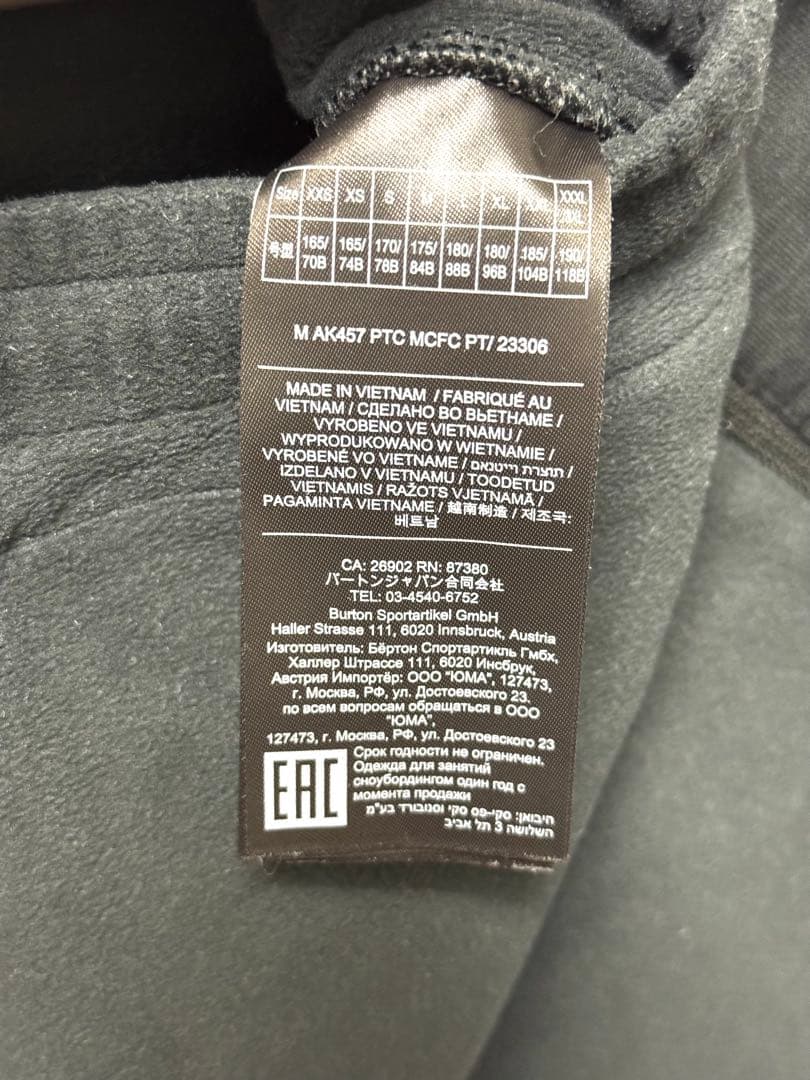 Size XXS XS S M L XL XXL XXXL /3XL
号型 165/70B 165/74B 170/78B 175/84B 180/88B 180/96B 185/104B 190/118B
M AK457 PTC MCFC PT/ 23306
MADE IN VIETNAM / FABRIQUÉ AU
VIETNAM / СДЕЛАНО ВО ВЬЕТНАМЕ /
VYROBENO VE VIETNAMU /
WYPRODUKOWANO W WIETNAMIE /
VYROBENÉ VO VIETNAME / תוצרת וייטנאם /
IZDELANO V VIETNAMU / TOODETUD
VIETNAMIS / RAŽOTS VJETNAMĀ /
PAGAMINTA VIETNAME / 越南制造 / 제조국:
베트남
CA: 26902 RN: 87380
バートンジャパン合同会社
TEL: 03-4540-6752
Burton Sportartikel GmbH
Haller Strasse 111, 6020 Innsbruck, Austria
Изготовитель: Бёртон Спортартикль Гмбх,
Халлер Штрассе 111, 6020 Инсбрук,
Австрия Импортёр: ООО "ЮМА", 127473,
г. Москва, РФ, ул. Достоевского 23.
по всем вопросам обращаться в ООО
"ЮМА",
127473, г. Москва, РФ, ул. Достоевского 23
EAC
Срок годности не ограничен.
Одежда для занятий
сноубордингом один год с
момента продажи
היבואן: סקי-פס סקי וסנובורד בע"מ
השלושה 3 תל אביב